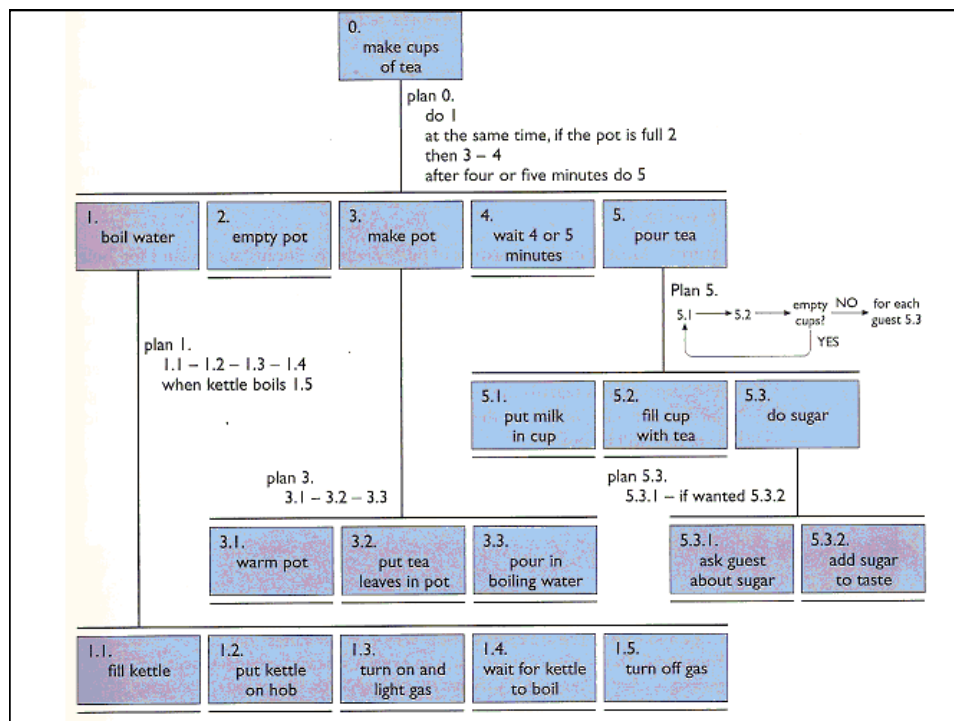 0.
make cups
of tea
plan 0.
do 1
at the same time, if the pot is full 2
then 3 – 4
after four or five minutes do 5
1.
boil water
2.
empty pot
3.
make pot
4.
wait 4 or 5
minutes
5.
pour tea
Plan 5.
5.1
5.2
empty
cups?
NO
for each
guest 5.3
YES
plan 1.
1.1 – 1.2 – 1.3 – 1.4
when kettle boils 1.5
5.1.
put milk
in cup
5.2.
fill cup
with tea
5.3.
do sugar
plan 3.
3.1 – 3.2 – 3.3
plan 5.3.
5.3.1 – if wanted 5.3.2
3.1.
warm pot
3.2.
put tea
leaves in pot
3.3.
pour in
boiling water
5.3.1.
ask guest
about sugar
5.3.2.
add sugar
to taste
1.1.
fill kettle
1.2.
put kettle
on hob
1.3.
turn on and
light gas
1.4.
wait for kettle
to boil
1.5.
turn off gas